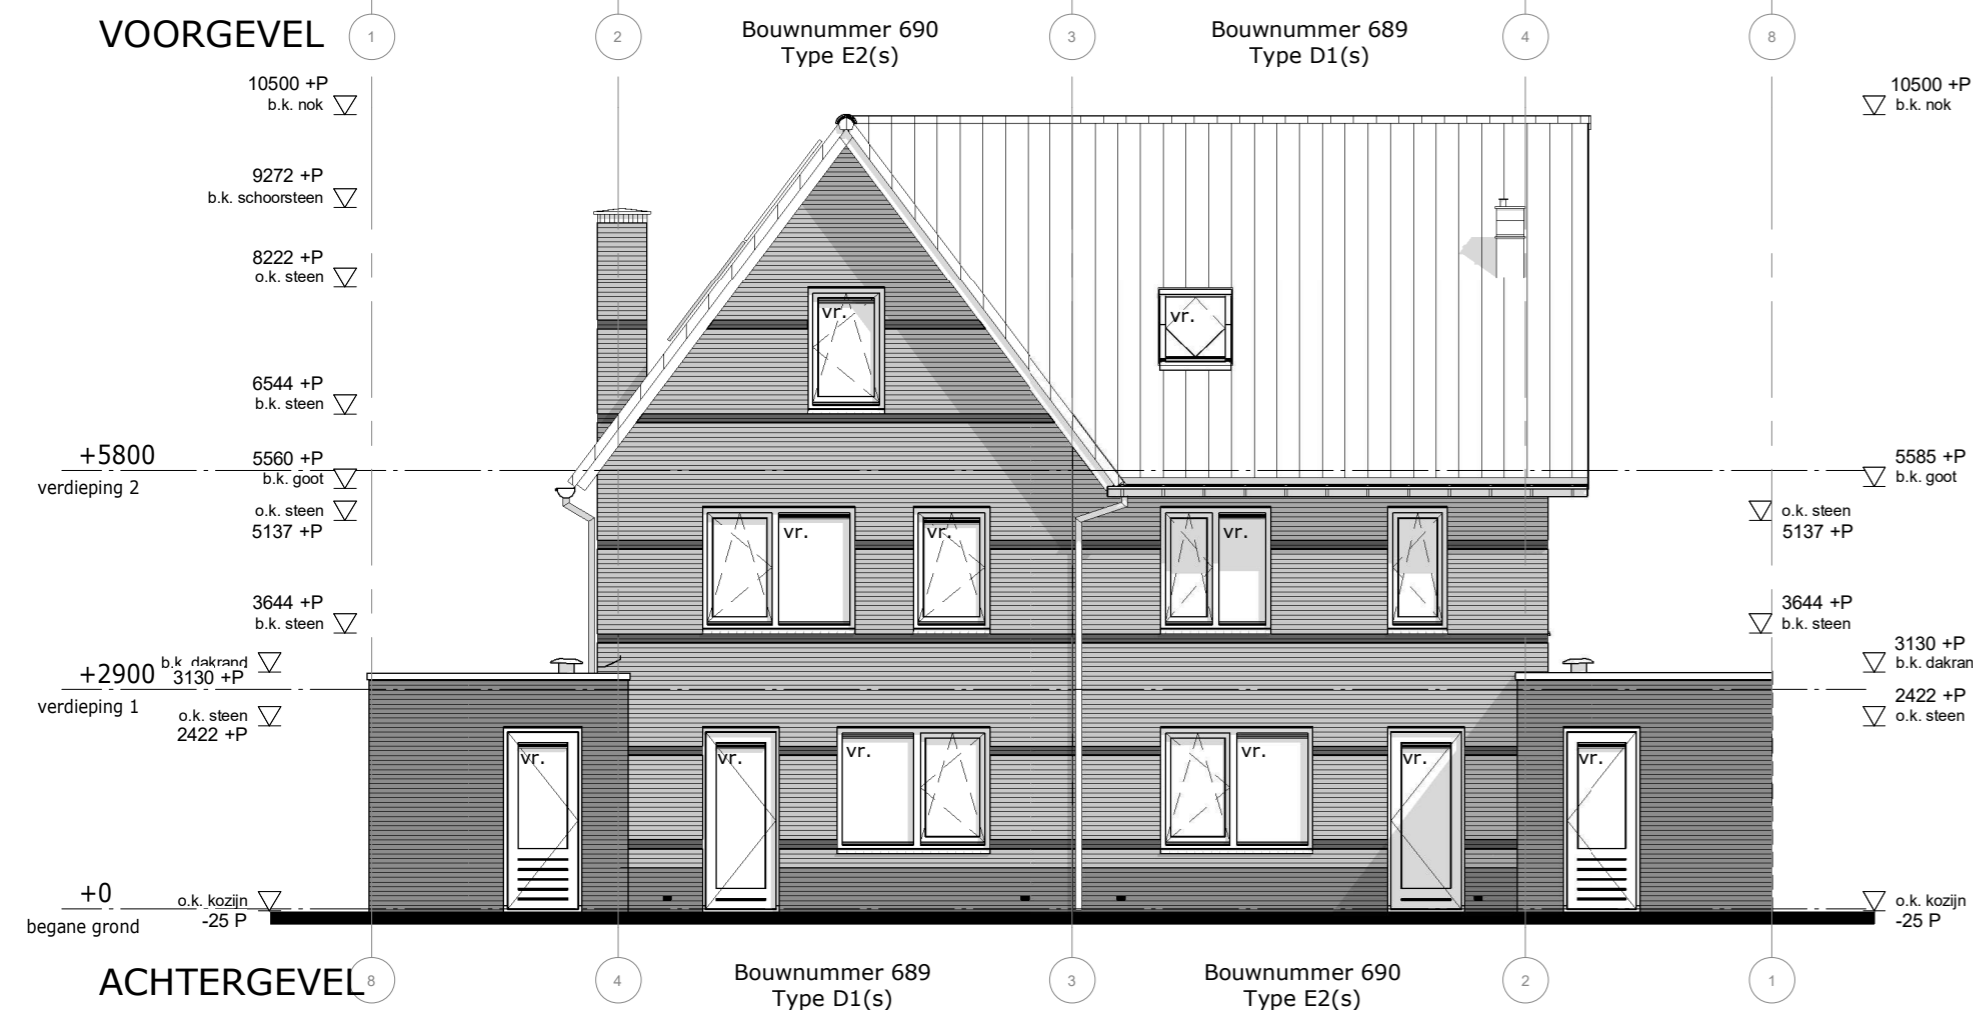 VOORGEVEL
1
2
Bouwnummer 690
Type E2(s)
3
Bouwnummer 689
Type D1(s)
4
8
10500 +P
b.k. nok
10500 +P
b.k. nok
9272 +P
b.k. schoorsteen
8222 +P
o.k. steen
vr.
vr.
6544 +P
b.k. steen
+5800
verdieping 2
5560 +P
b.k. goot
5585 +P
b.k. goot
o.k. steen
5137 +P
o.k. steen
5137 +P
vr.
vr.
vr.
3644 +P
b.k. steen
3644 +P
b.k. steen
b.k. dakrand
3130 +P
3130 +P
b.k. dakran
+2900
verdieping 1
o.k. steen
2422 +P
2422 +P
o.k. steen
vr.
vr.
vr.
vr.
vr.
vr.
+0
begane grond
o.k. kozijn
-25 P
o.k. kozijn
-25 P
ACHTERGEVEL
8
4
Bouwnummer 689
Type D1(s)
3
Bouwnummer 690
Type E2(s)
2
1